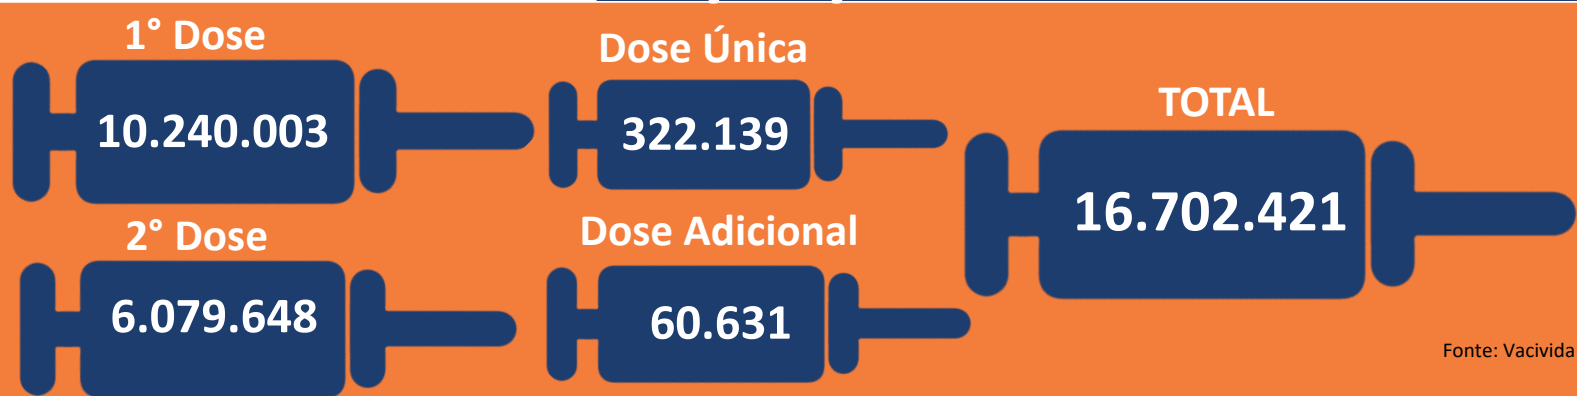 1° Dose
10.240.003
2° Dose
6.079.648
Dose Única
322.139
Dose Adicional
60.631
TOTAL
16.702.421
Fonte: Vacivida